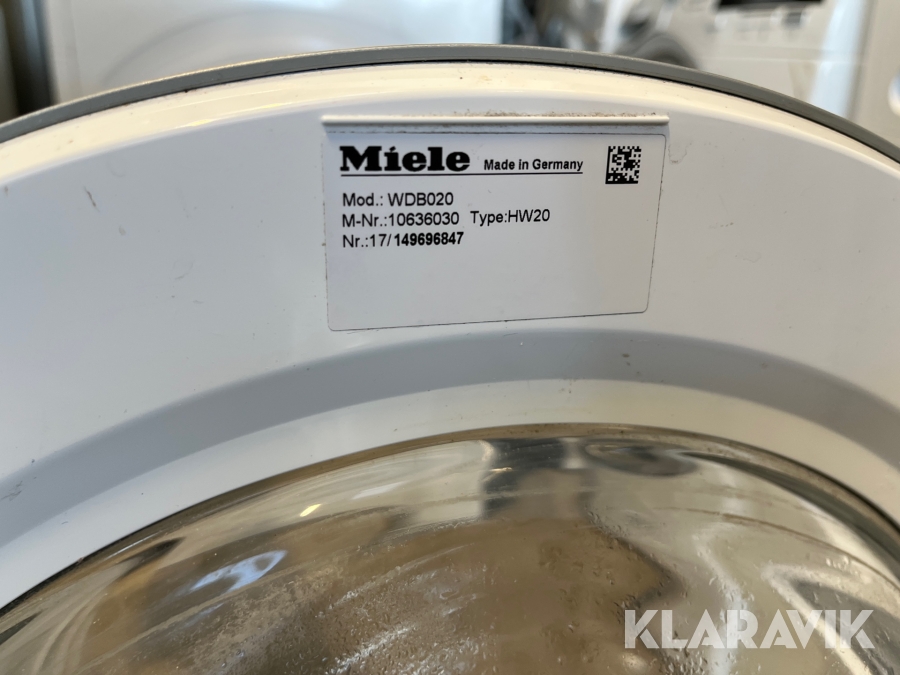 Miele Made in Germany
Mod.: WDB020
M-Nr.:10636030 Type:HW20
Nr.:17/149696847
KLARAVIK